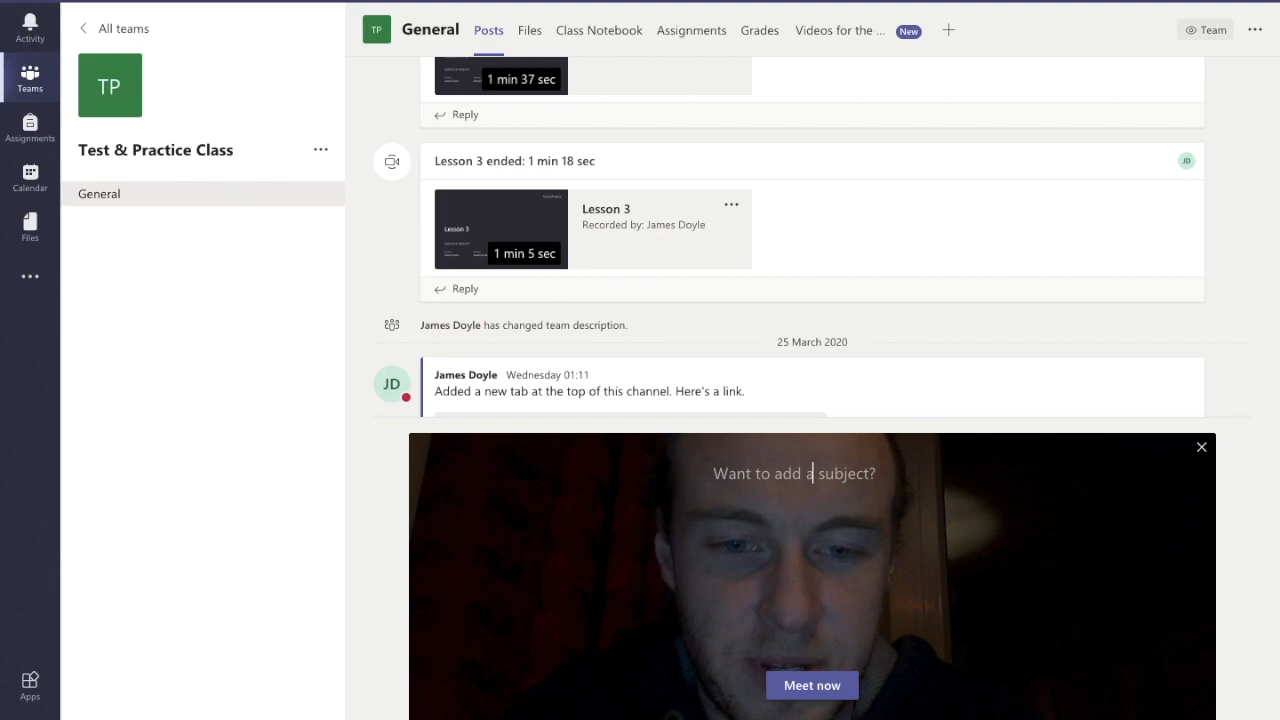 Activity
Teams
Assignments
Calendar
Files
Apps
All teams
TP
Test & Practice Class
General
TP
General
Posts
Files
Class Notebook
Assignments
Grades
Videos for the ...
New
Team
1 min 37 sec
Reply
Lesson 3 ended: 1 min 18 sec
JD
Lesson 3
1 min 5 sec
Lesson 3
Recorded by: James Doyle
Reply
James Doyle has changed team description.
25 March 2020
JD
James Doyle Wednesday 01:11
Added a new tab at the top of this channel. Here's a link.
Want to add a subject?
Meet now